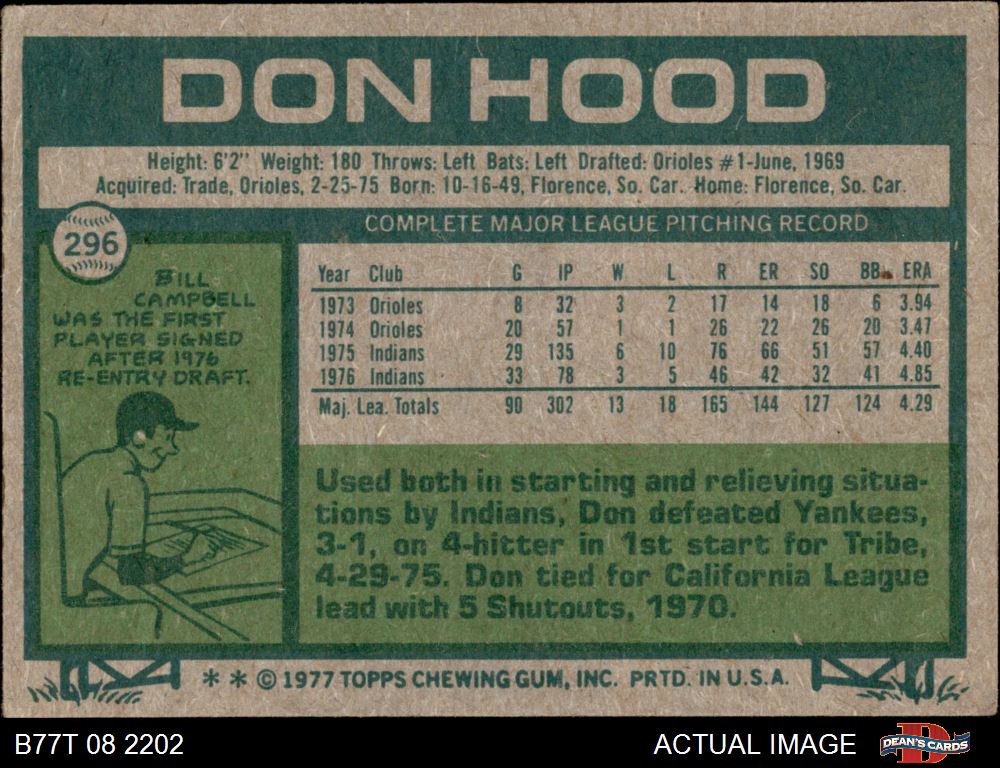 DON HOOD
Height: 6'2" Weight: 180 Throws: Left Bats: Left Drafted: Orioles #1-June, 1969
Acquired: Trade, Orioles, 2-25-75 Born: 10-16-49, Florence, So. Car. Home: Florence, So. Car.
COMPLETE MAJOR LEAGUE PITCHING RECORD
296
BILL
CAMPBELL
WAS THE FIRST
PLAYER SIGNED
AFTER 1976
RE-ENTRY DRAFT.
Year Club G IP W L R ER SO BB ERA
1973 Orioles 8 32 3 2 17 14 18 6 3.94
1974 Orioles 20 57 1 1 26 22 26 20 3.47
1975 Indians 29 135 6 10 76 66 51 57 4.40
1976 Indians 33 78 3 5 46 42 32 41 4.85
Maj. Lea. Totals 90 302 13 18 165 144 127 124 4.29
Used both in starting and relieving situa-
tions by Indians, Don defeated Yankees,
3-1, on 4-hitter in 1st start for Tribe,
4-29-75. Don tied for California League
lead with 5 Shutouts, 1970.
* * © 1977 TOPPS CHEWING GUM, INC. PRTD. IN U.S.A.
B77T 08 2202 ACTUAL IMAGE DEAN'S CARDS